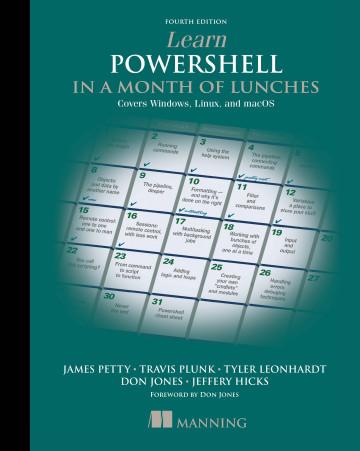 FOURTH EDITION
Learn
POWERSHELL
IN A MONTH OF LUNCHES
Covers Windows, Linux, and macOS
2
Running
commands
3
Using the
help system
4
The pipeline,
connecting
commands
8
Objects
just data by
another name
9
The pipeline,
deeper
10
Formatting —
and why it's
done on the right
11
Filter
and
comparisons
12
Variables
a place to
store your stuff
15
Remote control:
one to one
and one to man
16
Sessions:
remote control,
with less work
17
Multitasking
with background
jobs
18
Working with
bunches of
objects,
one at a time
19
Input
and
output
20
22
You call
this scripting?
23
From command
to script
to function
24
Adding
logic and loops
25
Creating
your own
"cmdlets"
and modules
26
Handling
errors
debugging
techniques
30
Never
the end
31
Powershell
cheat sheet
JAMES PETTY • TRAVIS PLUNK • TYLER LEONHARDT
DON JONES • JEFFERY HICKS
FOREWORD BY DON JONES
MANNING